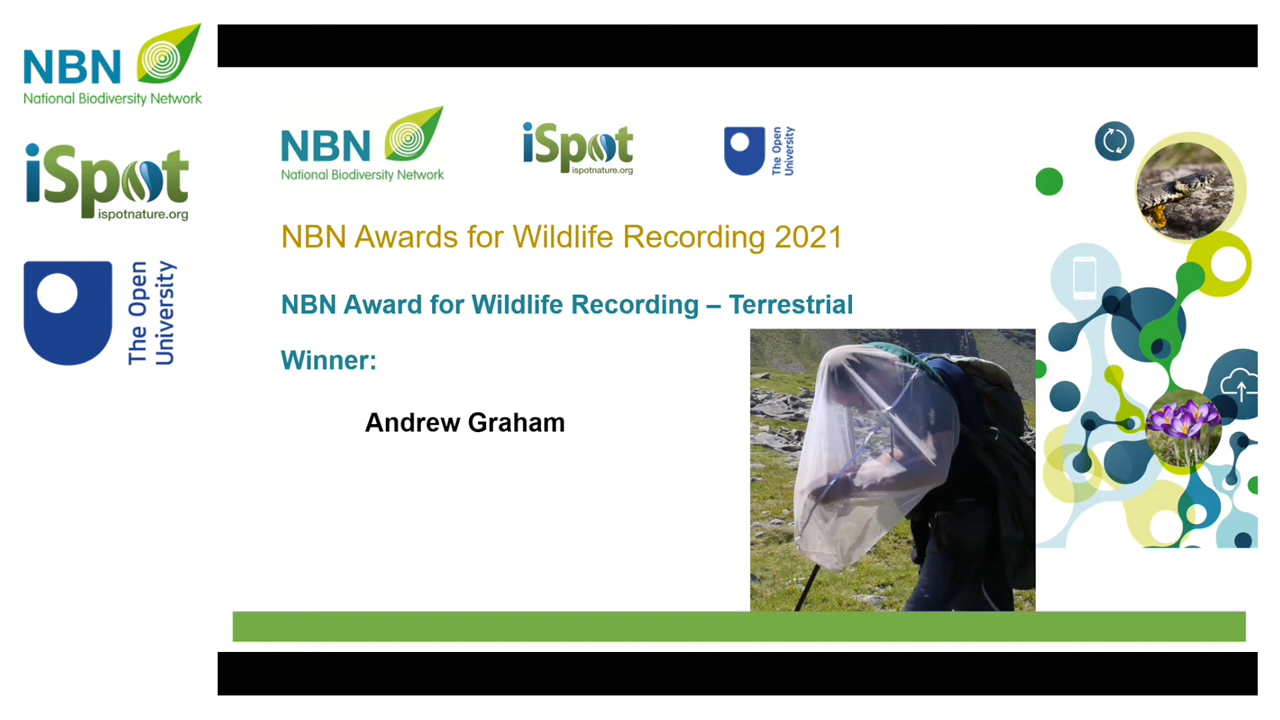 NBN
National Biodiversity Network
iSpot
ispotnature.org
The Open
University
NBN
National Biodiversity Network
iSpot
ispotnature.org
The Open
University
NBN Awards for Wildlife Recording 2021
NBN Award for Wildlife Recording – Terrestrial
Winner:
Andrew Graham